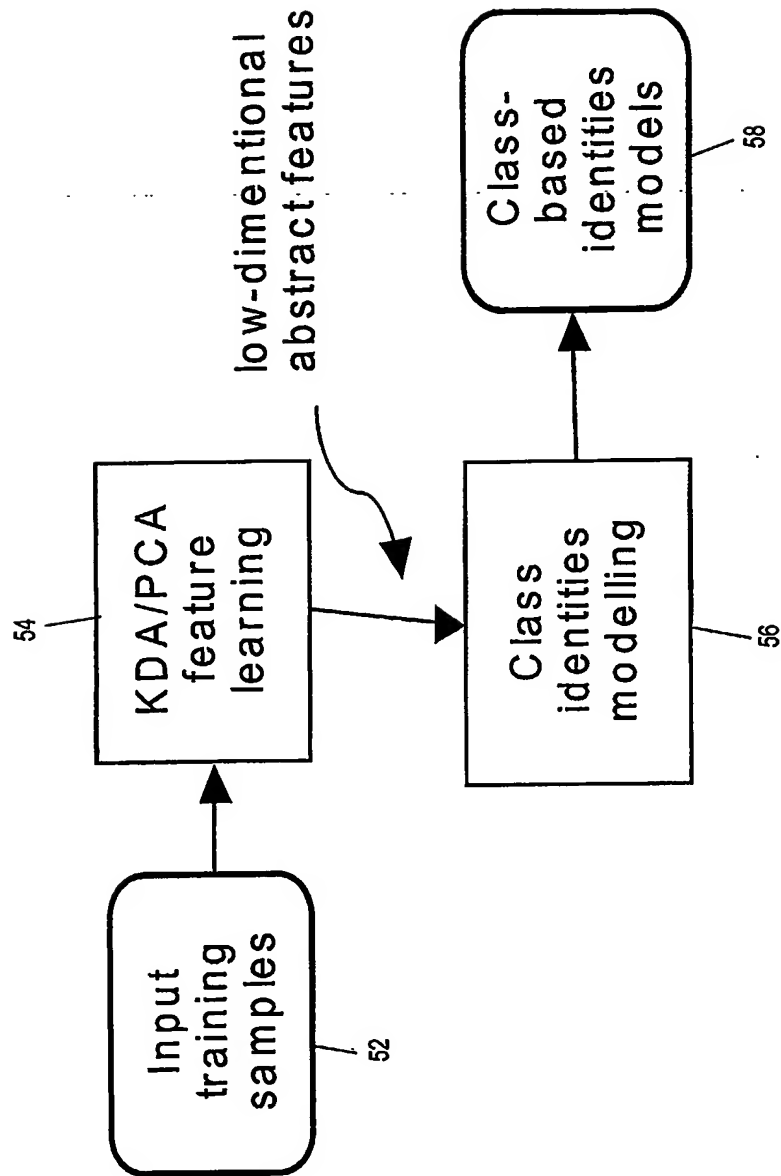 Input
training
samples
52
54
KDA/PCA
feature
learning
low-dimentional
abstract features
Class
identities
modelling
56
Class-
based
identities
models
58